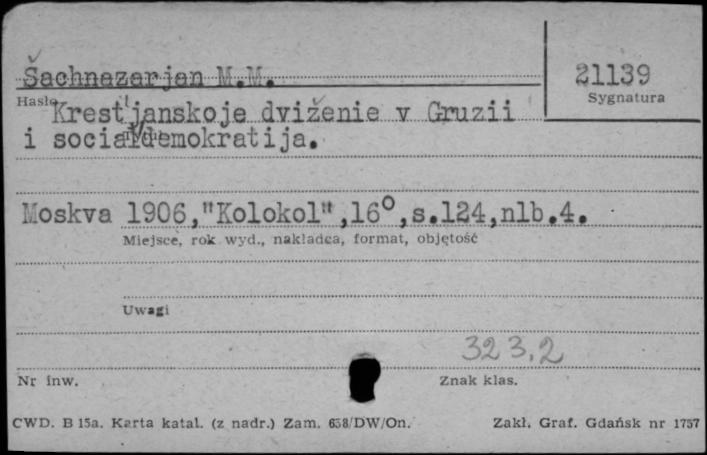 Šachnazarjan M.M.
21139
Sygnatura
Hasło
Krest'janskoje dviženie v Gruzii
i social'demokratija.
Moskva 1906,"Kolokol",16°,s.124,nlb.4.
Miejsce, rok wyd., nakładca, format, objętość
Uwagi
323,2
Nr inw.
Znak klas.
CWD. B 15a. Karta katal. (z nadr.) Zam. 638/DW/On.
Zakł. Graf. Gdańsk nr 1757